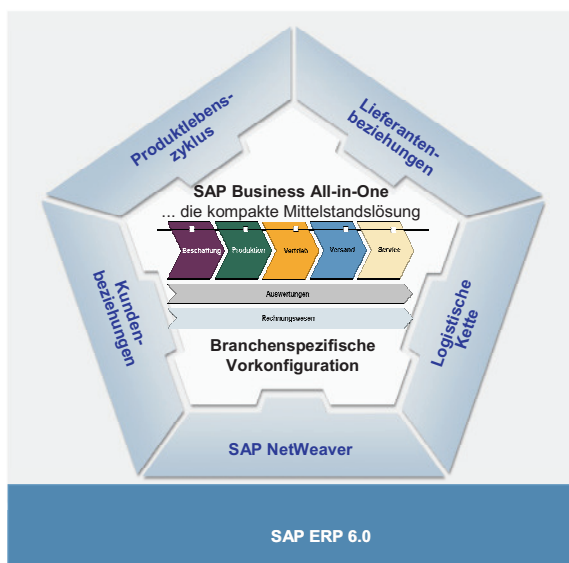 Produktlebens-
zyklus
Lieferanten-
beziehungen
SAP Business All-in-One
... die kompakte Mittelstandslösung
Beschaffung
Produktion
Vertrieb
Versand
Service
Auswertungen
Rechnungswesen
Branchenspezifische
Vorkonfiguration
Kunden-
beziehungen
Logistische
Kette
SAP NetWeaver
SAP ERP 6.0